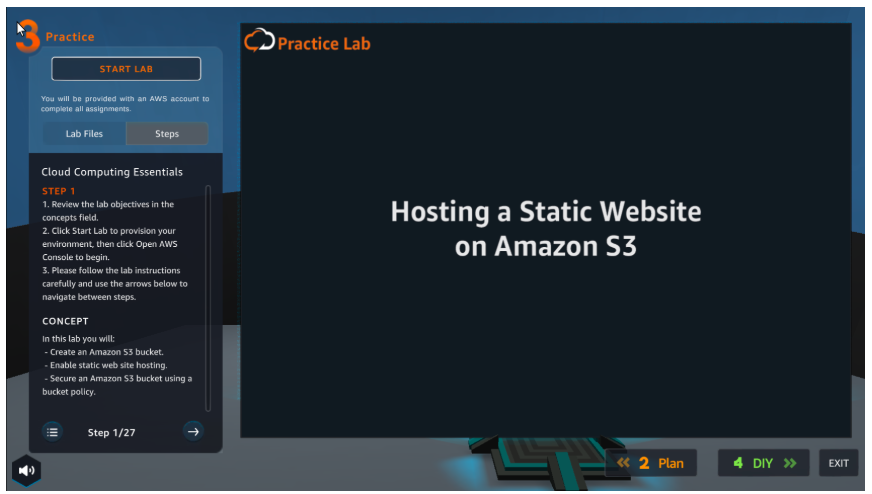 3 Practice
START LAB
You will be provided with an AWS account to
complete all assignments.
Lab Files
Steps
Cloud Computing Essentials
STEP 1
1. Review the lab objectives in the
concepts field.
2. Click Start Lab to provision your
environment, then click Open AWS
Console to begin.
3. Please follow the lab instructions
carefully and use the arrows below to
navigate between steps.
CONCEPT
In this lab you will:
- Create an Amazon S3 bucket.
- Enable static web site hosting.
- Secure an Amazon S3 bucket using a
bucket policy.
Step 1/27
Practice Lab
Hosting a Static Website
on Amazon S3
2 Plan
4 DIY
EXIT